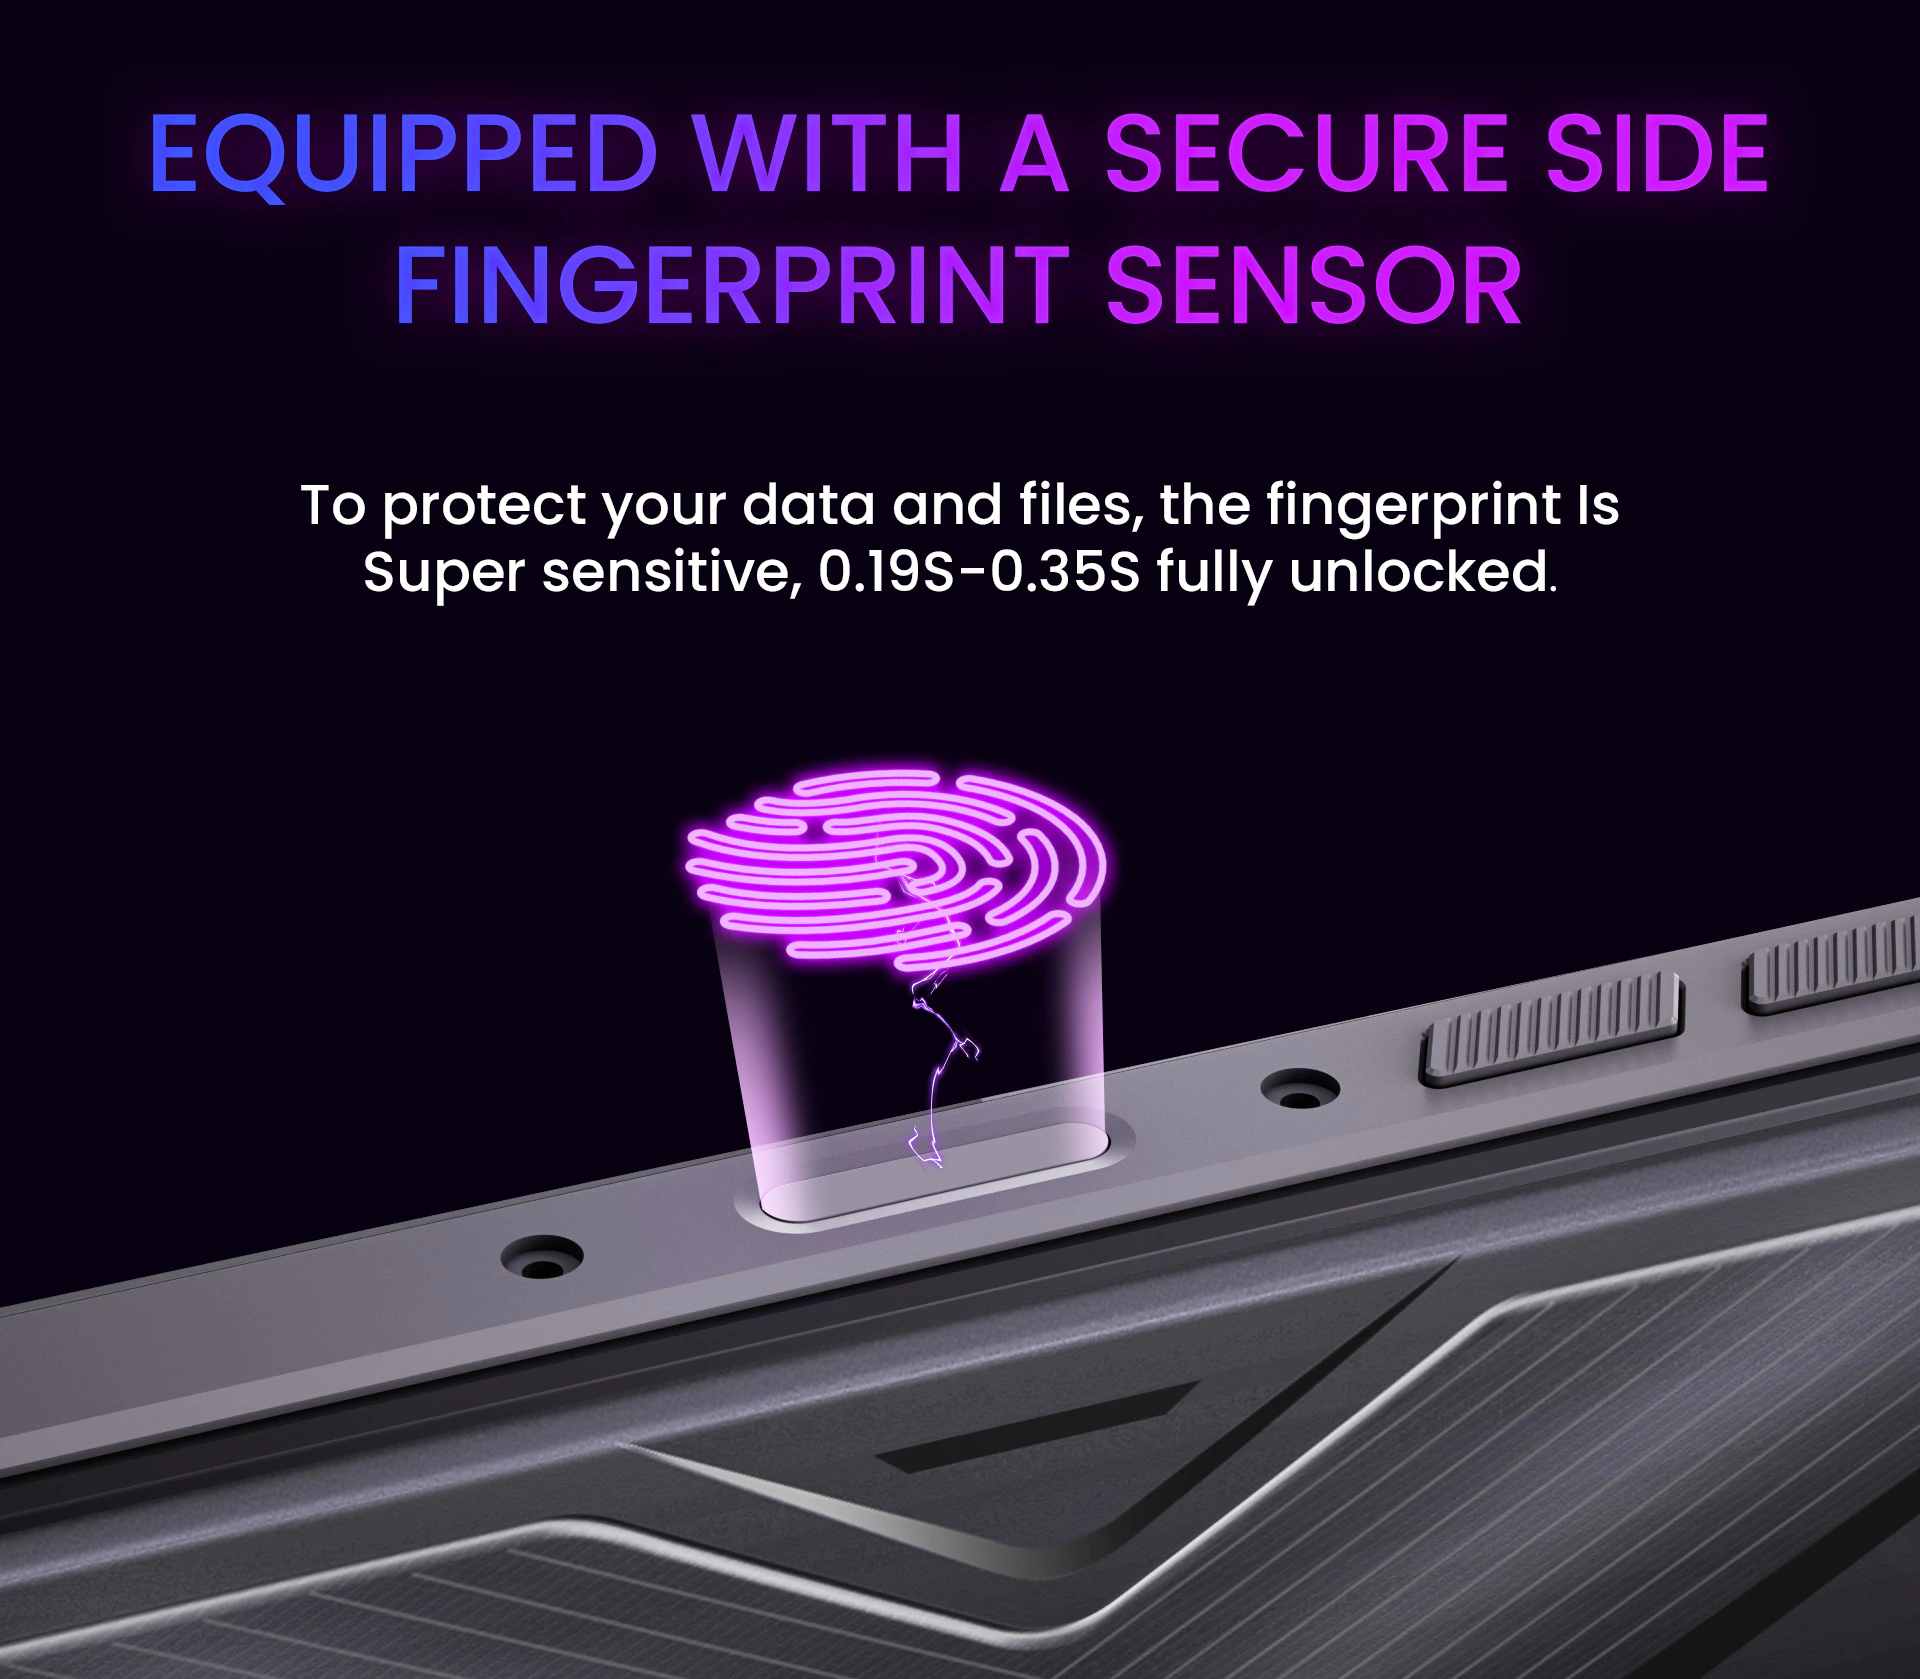 EQUIPPED WITH A SECURE SIDE
FINGERPRINT SENSOR
To protect your data and files, the fingerprint Is
Super sensitive, 0.19S-0.35S fully unlocked.